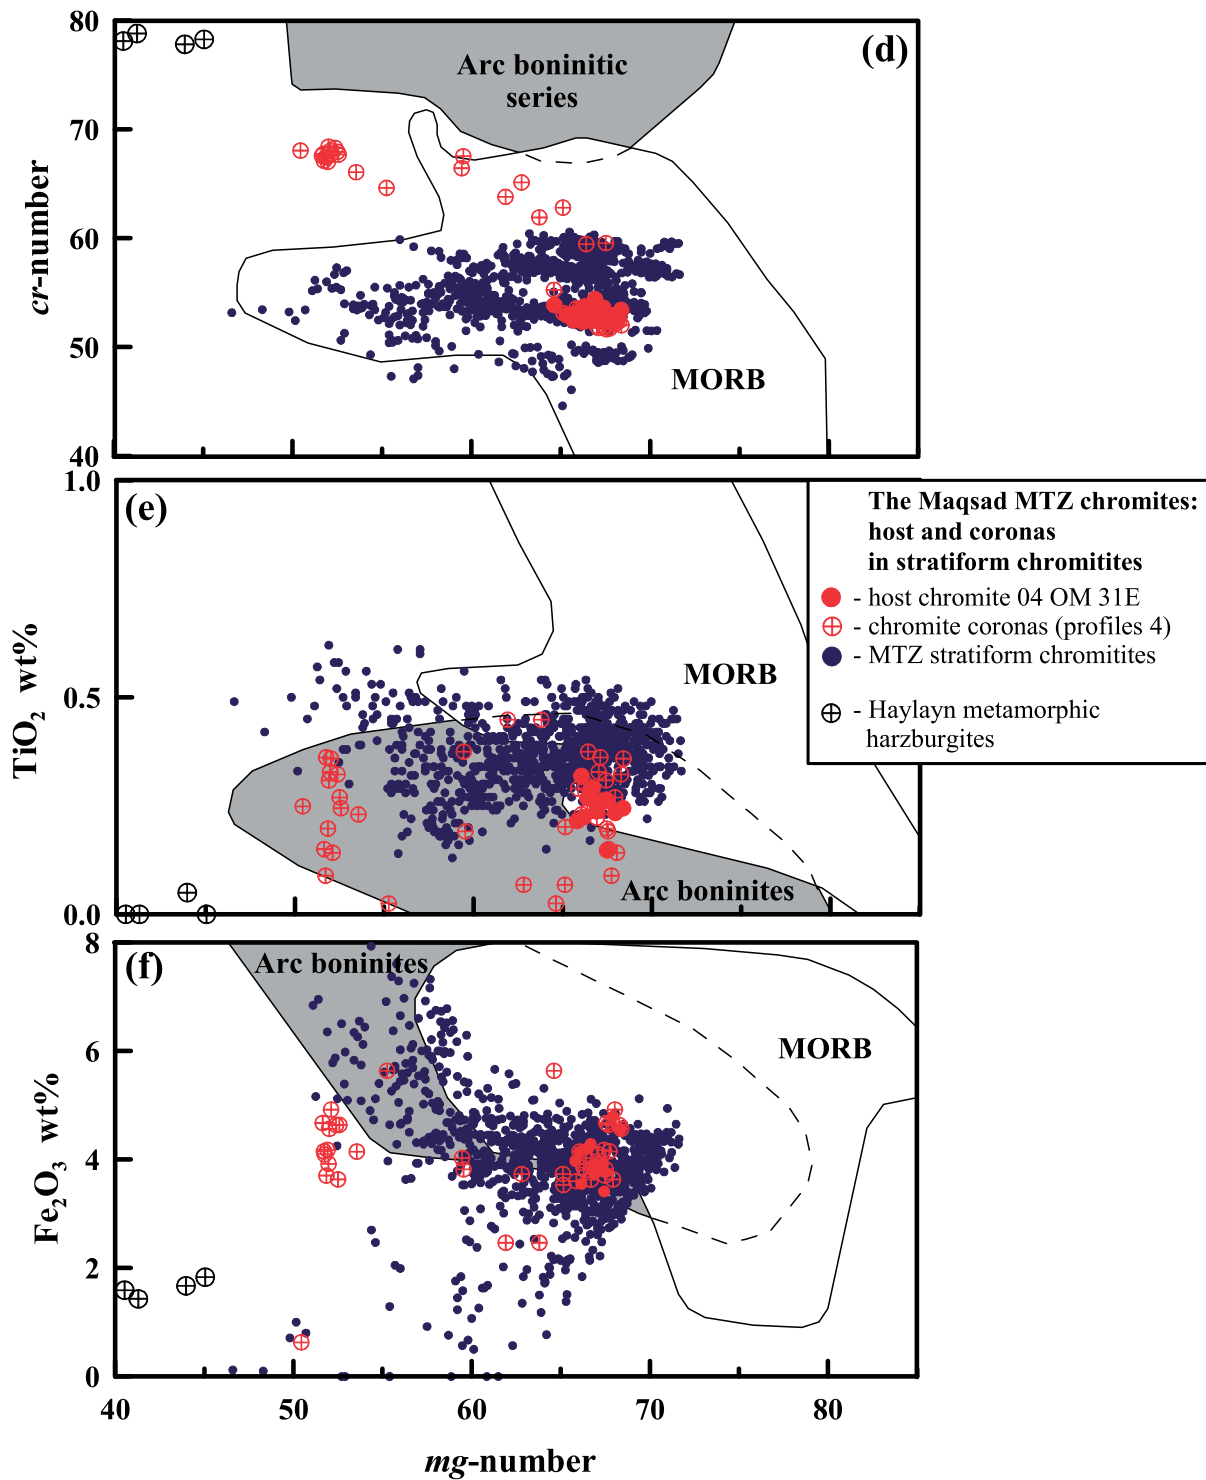 80
70
60
50
40
cr-number
(d)
Arc boninitic
series
MORB
1.0
0.5
0.0
TiO2 wt%
(e)
MORB
Arc boninites
The Maqsad MTZ chromites:
host and coronas
in stratiform chromitites
- host chromite 04 OM 31E
- chromite coronas (profiles 4)
- MTZ stratiform chromitites
- Haylayn metamorphic
harzburgites
8
6
4
2
0
Fe2O3 wt%
(f)
Arc boninites
MORB
40 50 60 70 80
mg-number